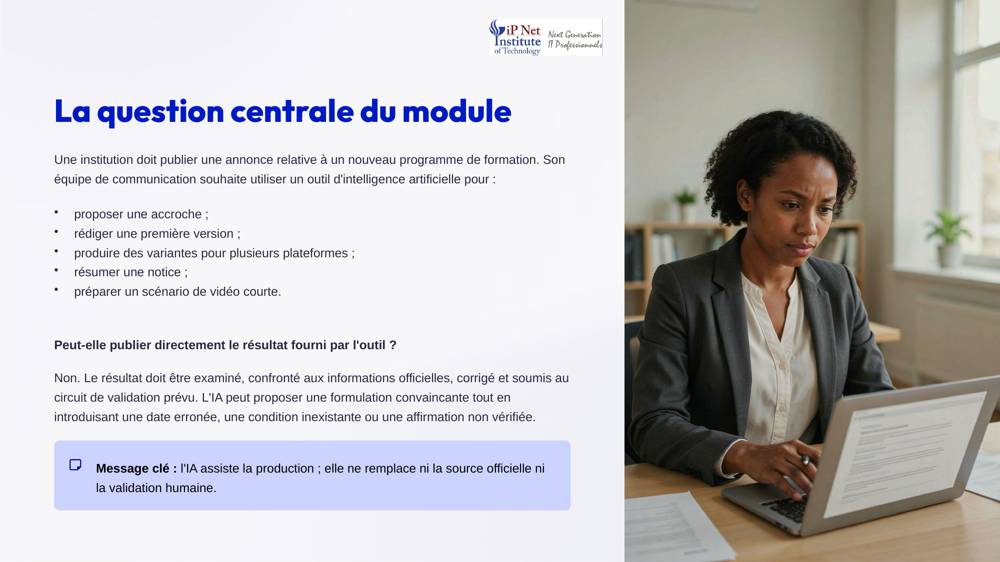 iP Net
Institute
of Technology
Next Generation
IT Professionnels
La question centrale du module
Une institution doit publier une annonce relative à un nouveau programme de formation. Son
équipe de communication souhaite utiliser un outil d'intelligence artificielle pour :
• proposer une accroche ;
• rédiger une première version ;
• produire des variantes pour plusieurs plateformes ;
• résumer une notice ;
• préparer un scénario de vidéo courte.
Peut-elle publier directement le résultat fourni par l'outil ?
Non. Le résultat doit être examiné, confronté aux informations officielles, corrigé et soumis au
circuit de validation prévu. L'IA peut proposer une formulation convaincante tout en
introduisant une date erronée, une condition inexistante ou une affirmation non vérifiée.
Message clé : l'IA assiste la production ; elle ne remplace ni la source officielle ni
la validation humaine.